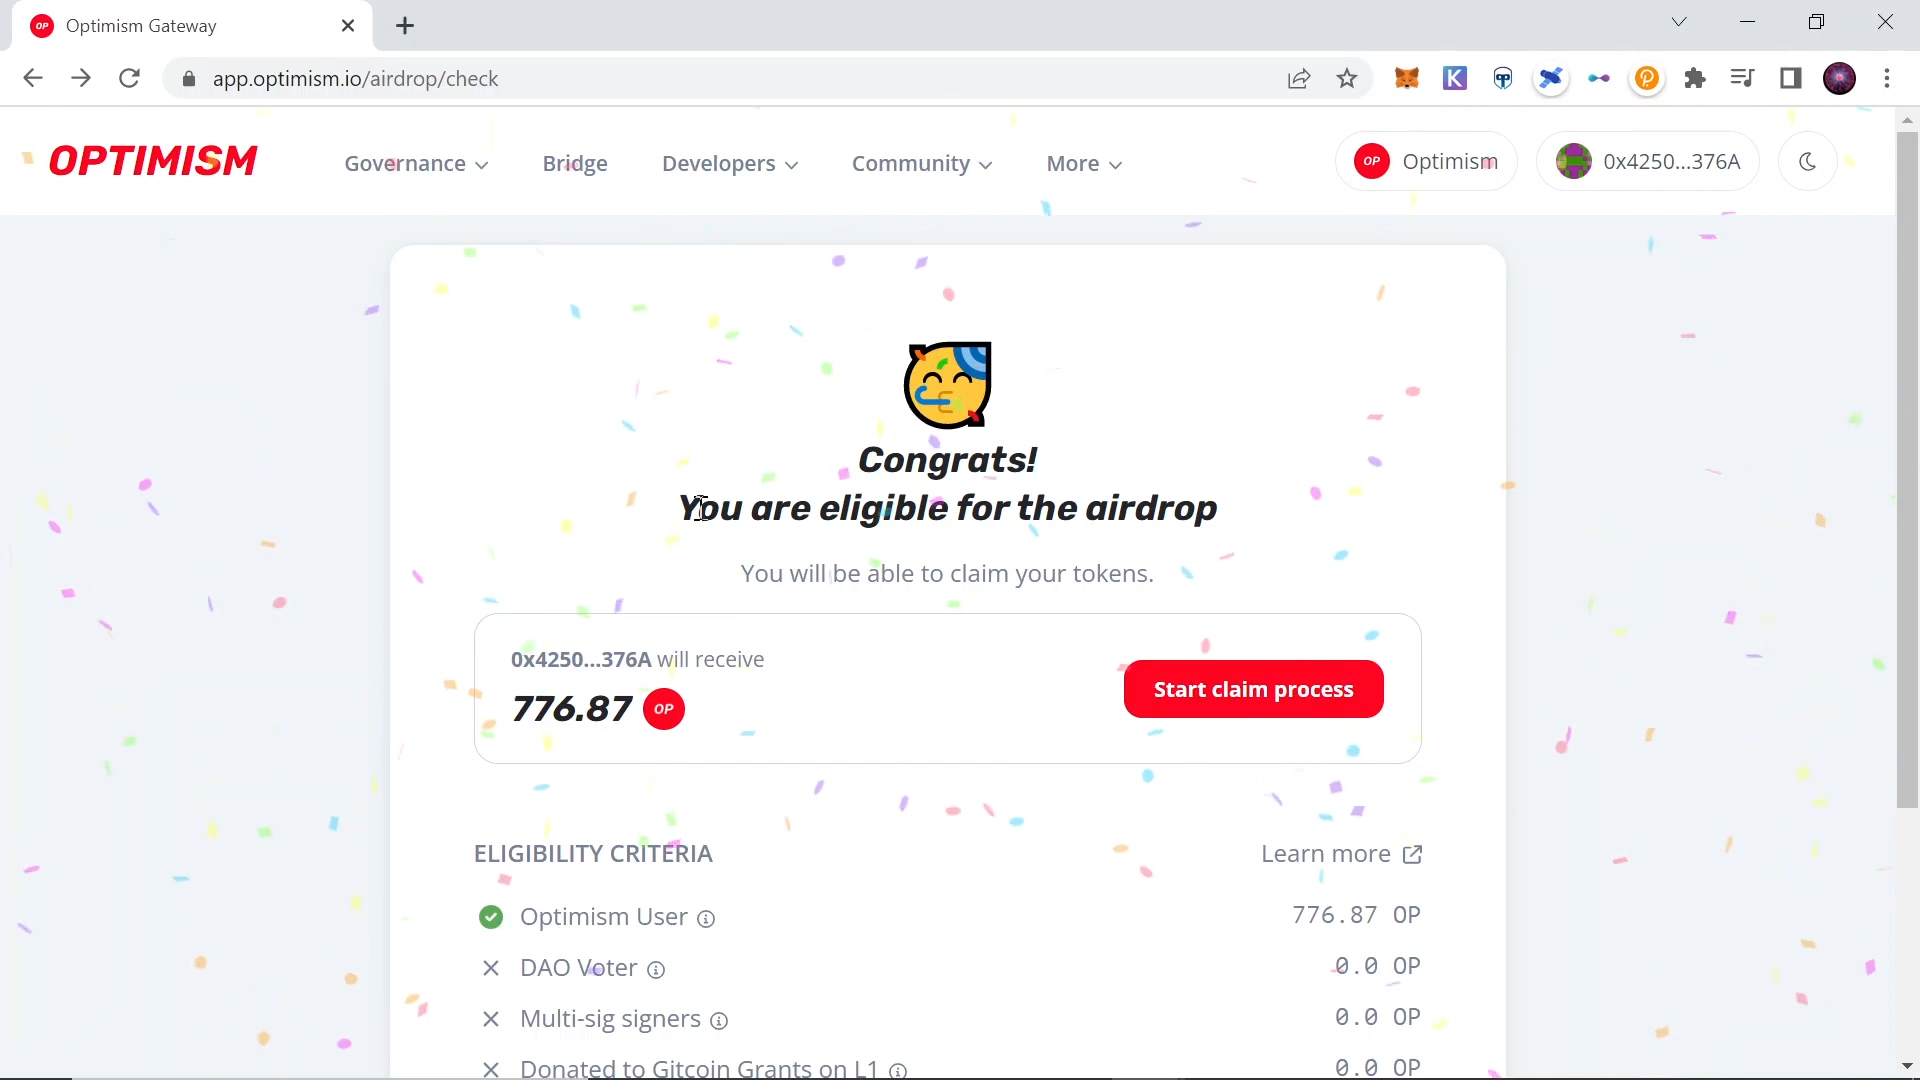 OP Optimism Gateway
app.optimism.io/airdrop/check
OPTIMISM
Governance
Bridge
Developers
Community
More
OP Optimism
0x4250...376A
Congrats!
You are eligible for the airdrop
You will be able to claim your tokens.
0x4250...376A will receive
776.87 OP
Start claim process
ELIGIBILITY CRITERIA
Learn more
Optimism User
776.87 OP
DAO Voter
0.0 OP
Multi-sig signers
0.0 OP
Donated to Gitcoin Grants on L1
0.0 OP